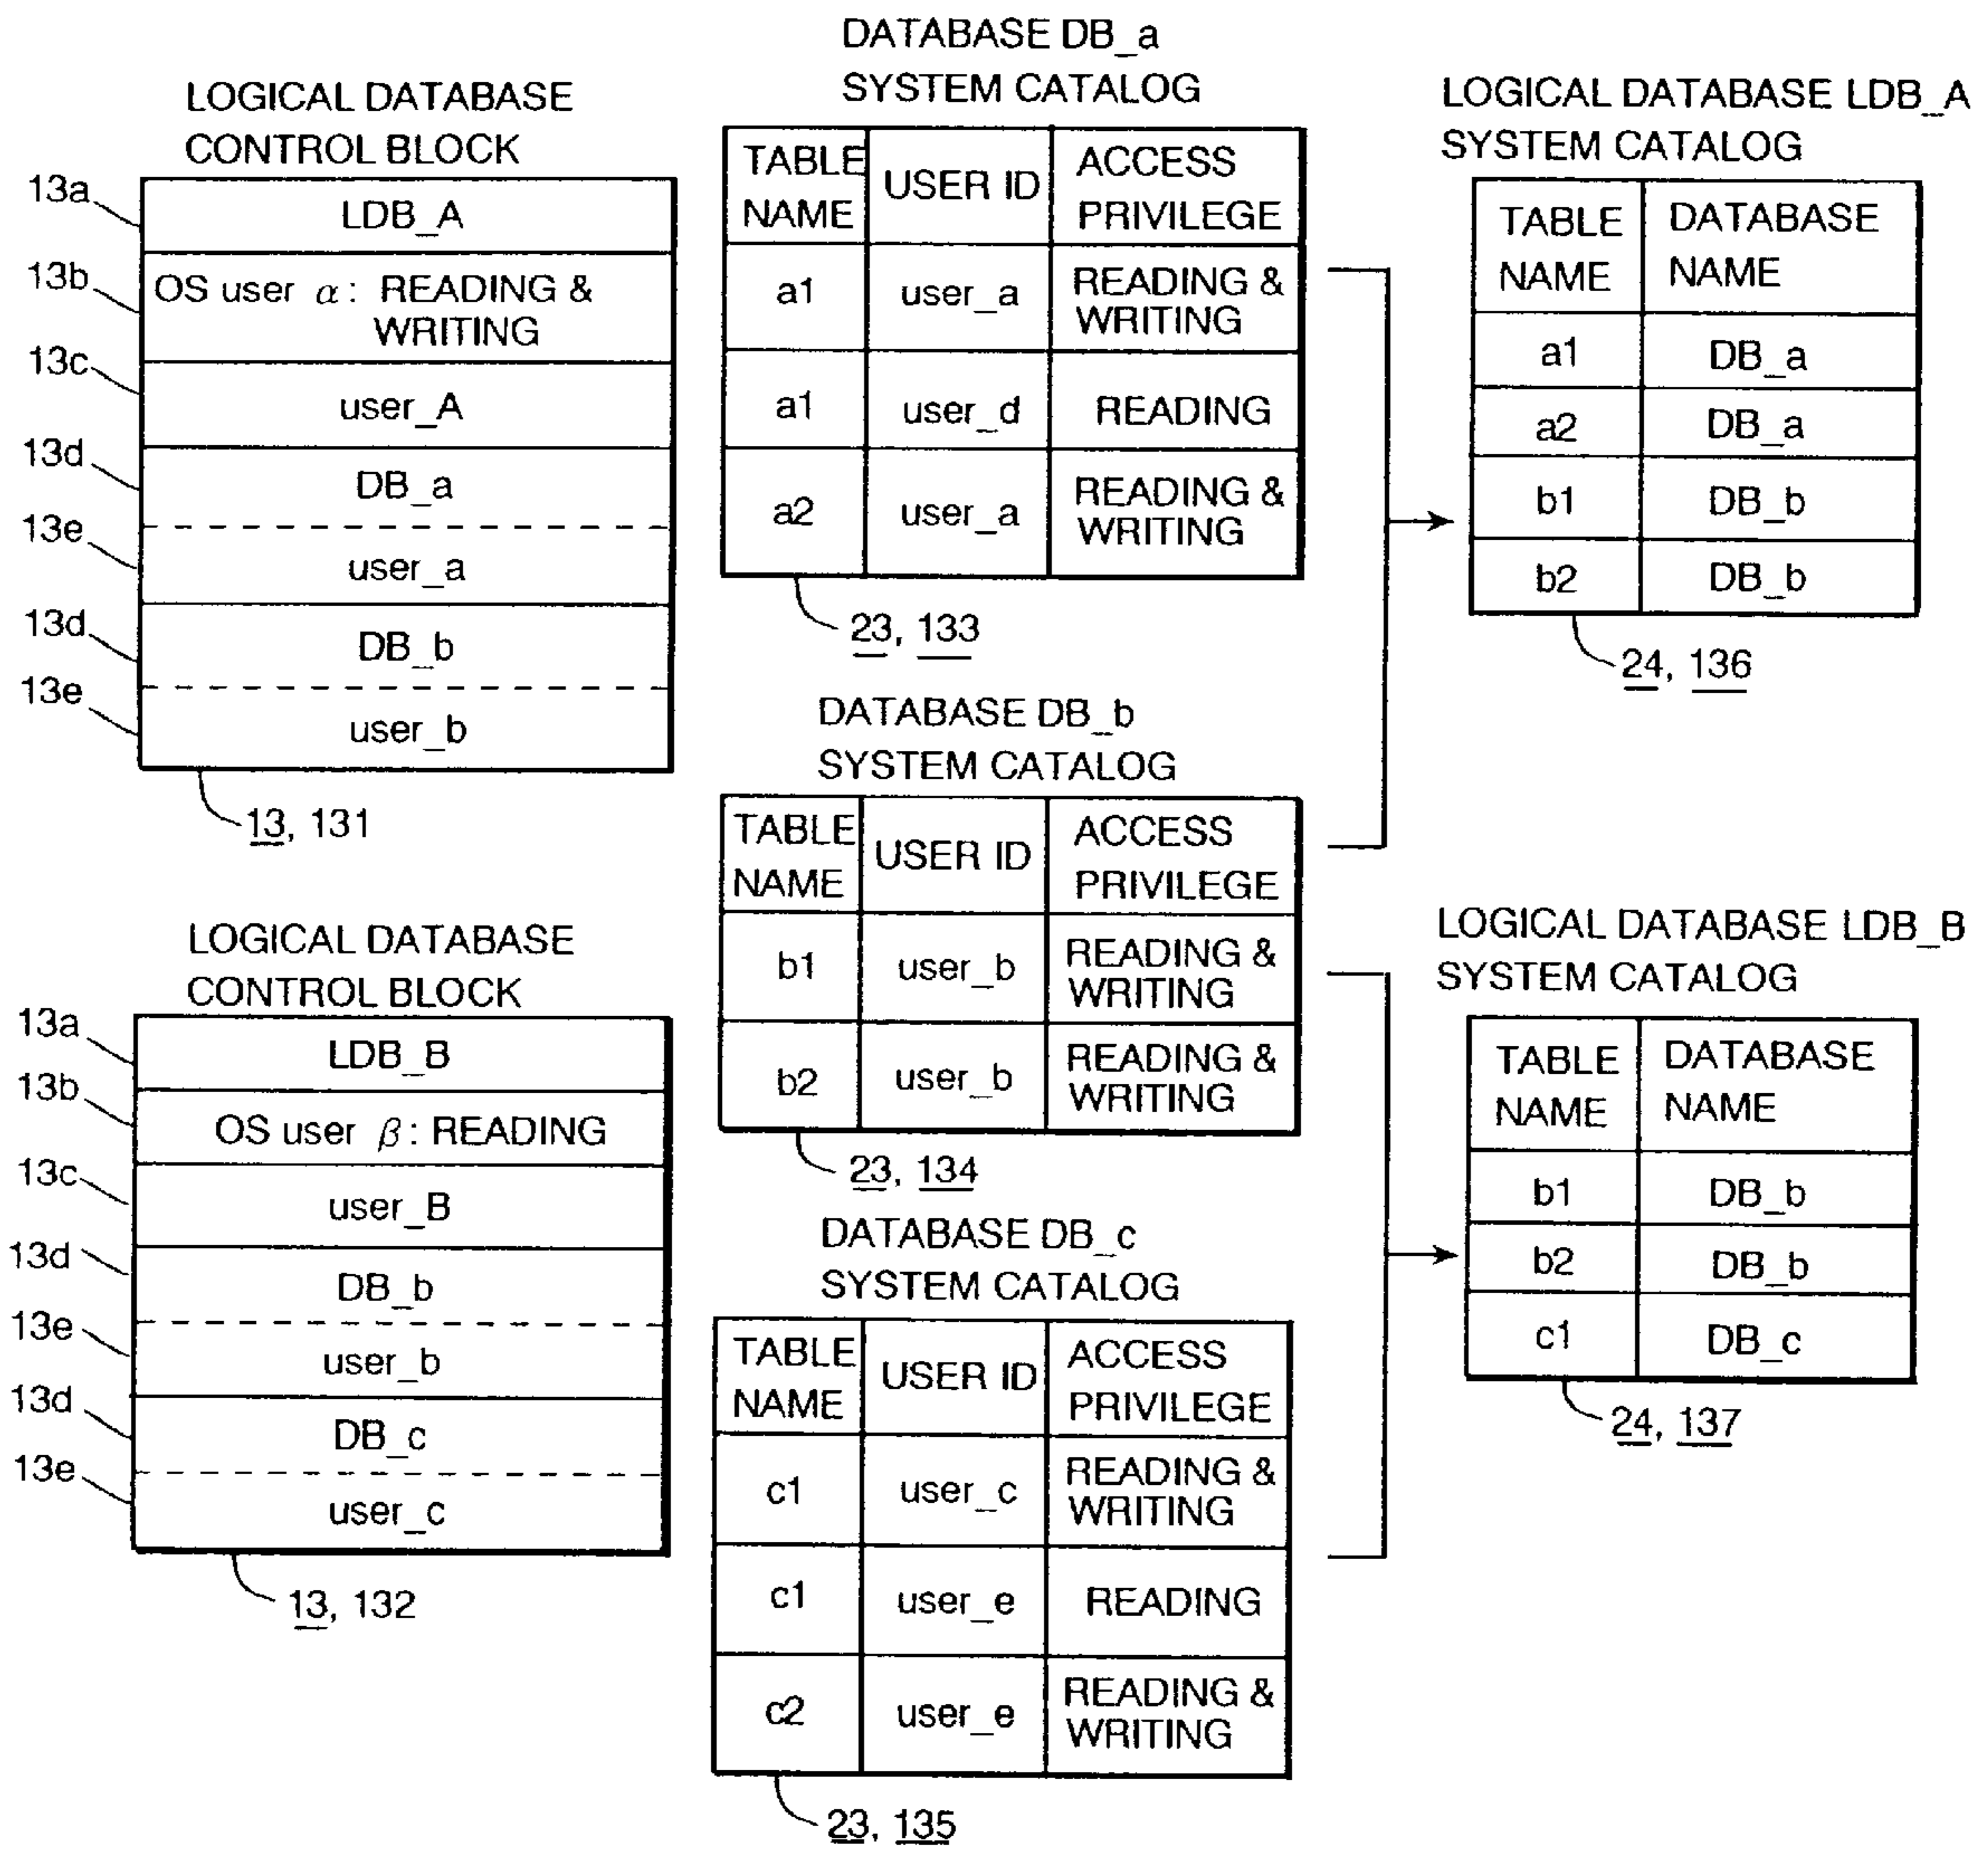 LOGICAL DATABASE
CONTROL BLOCK
13a
LDB_A
13b
OS user α: READING &
WRITING
13c
user_A
13d
DB_a
13e
user_a
13d
DB_b
13e
user_b
13, 131
LOGICAL DATABASE
CONTROL BLOCK
13a
LDB_B
13b
OS user β: READING
13c
user_B
13d
DB_b
13e
user_b
13d
DB_c
13e
user_c
13, 132
DATABASE DB_a
SYSTEM CATALOG
TABLE NAME USER ID ACCESS PRIVILEGE
a1 user_a READING & WRITING
a1 user_d READING
a2 user_a READING & WRITING
23, 133
DATABASE DB_b
SYSTEM CATALOG
TABLE NAME USER ID ACCESS PRIVILEGE
b1 user_b READING & WRITING
b2 user_b READING & WRITING
23, 134
DATABASE DB_c
SYSTEM CATALOG
TABLE NAME USER ID ACCESS PRIVILEGE
c1 user_c READING & WRITING
c1 user_e READING
c2 user_e READING & WRITING
23, 135
LOGICAL DATABASE LDB_A
SYSTEM CATALOG
TABLE NAME DATABASE NAME
a1 DB_a
a2 DB_a
b1 DB_b
b2 DB_b
24, 136
LOGICAL DATABASE LDB_B
SYSTEM CATALOG
TABLE NAME DATABASE NAME
b1 DB_b
b2 DB_b
c1 DB_c
24, 137